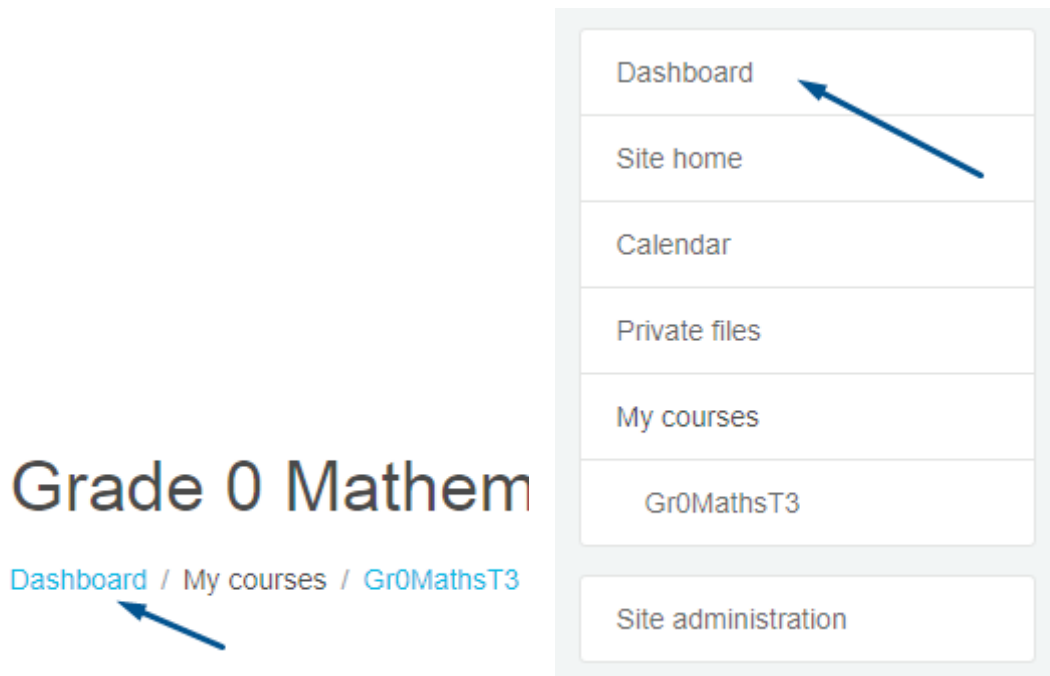 Grade 0 Mathem
Dashboard / My courses / Gr0MathsT3
Dashboard
Site home
Calendar
Private files
My courses
Gr0MathsT3
Site administration